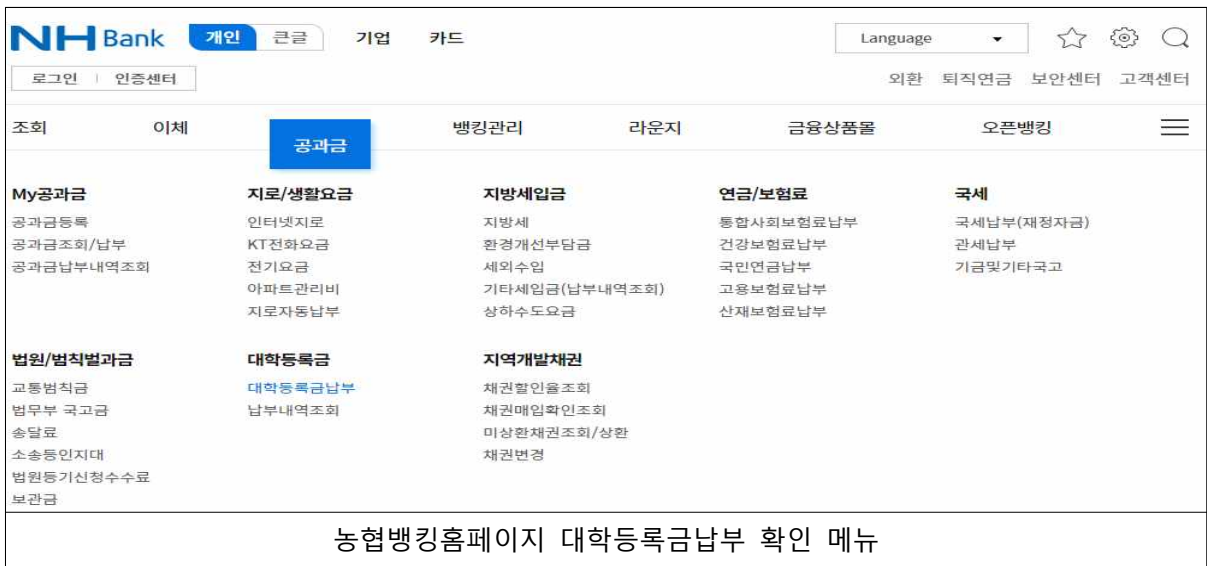 NH Bank 개인 큰글 기업 카드 Language
로그인 인증센터 외환 퇴직연금 보안센터 고객센터
조회 이체 공과금 뱅킹관리 라운지 금융상품몰 오픈뱅킹
My공과금 지로/생활요금 지방세입금 연금/보험료 국세
공과금등록 인터넷지로 지방세 통합사회보험료납부 국세납부(재정자금)
공과금조회/납부 KT전화요금 환경개선부담금 건강보험료납부 관세납부
공과금납부내역조회 전기요금 세외수입 국민연금납부 기금및기타국고
아파트관리비 기타세입금(납부내역조회) 고용보험료납부
지로자동납부 상하수도요금 산재보험료납부
법원/범칙벌과금 대학등록금 지역개발채권
교통범칙금 대학등록금납부 채권할인율조회
법무부 국고금 납부내역조회 채권매입확인조회
송달료 미상환채권조회/상환
소송등인지대 채권변경
법원등기신청수수료
보관금
농협뱅킹홈페이지 대학등록금납부 확인 메뉴